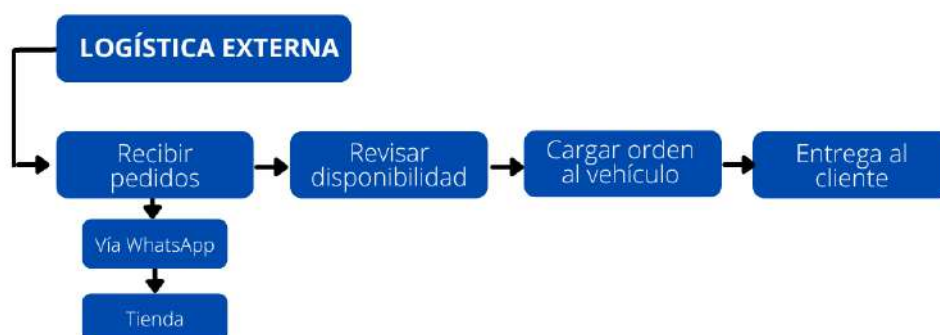 LOGÍSTICA EXTERNA
Recibir
pedidos
Revisar
disponibilidad
Cargar orden
al vehículo
Entrega al
cliente
Vía WhatsApp
Tienda